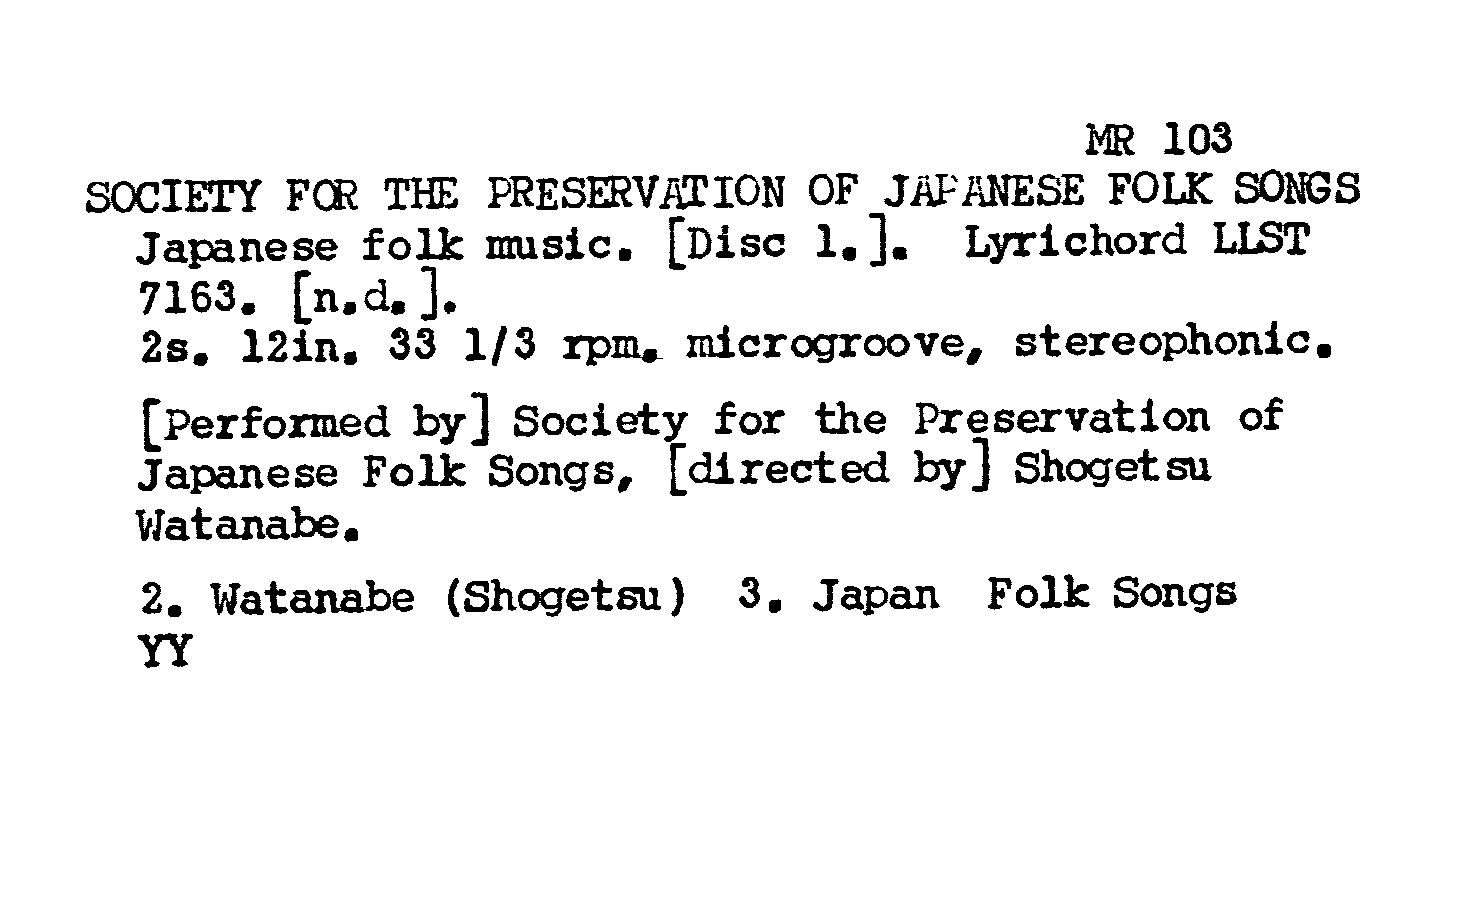 MR 103
SOCIETY FOR THE PRESERVATION OF JAPANESE FOLK SONGS
Japanese folk music. [Disc 1.]. Lyrichord LLST
7163. [n.d.].
2s. 12in. 33 1/3 rpm. microgroove, stereophonic.
[Performed by] Society for the Preservation of
Japanese Folk Songs, [directed by] Shogetsu
Watanabe.
2. Watanabe (Shogetsu) 3. Japan Folk Songs
YY